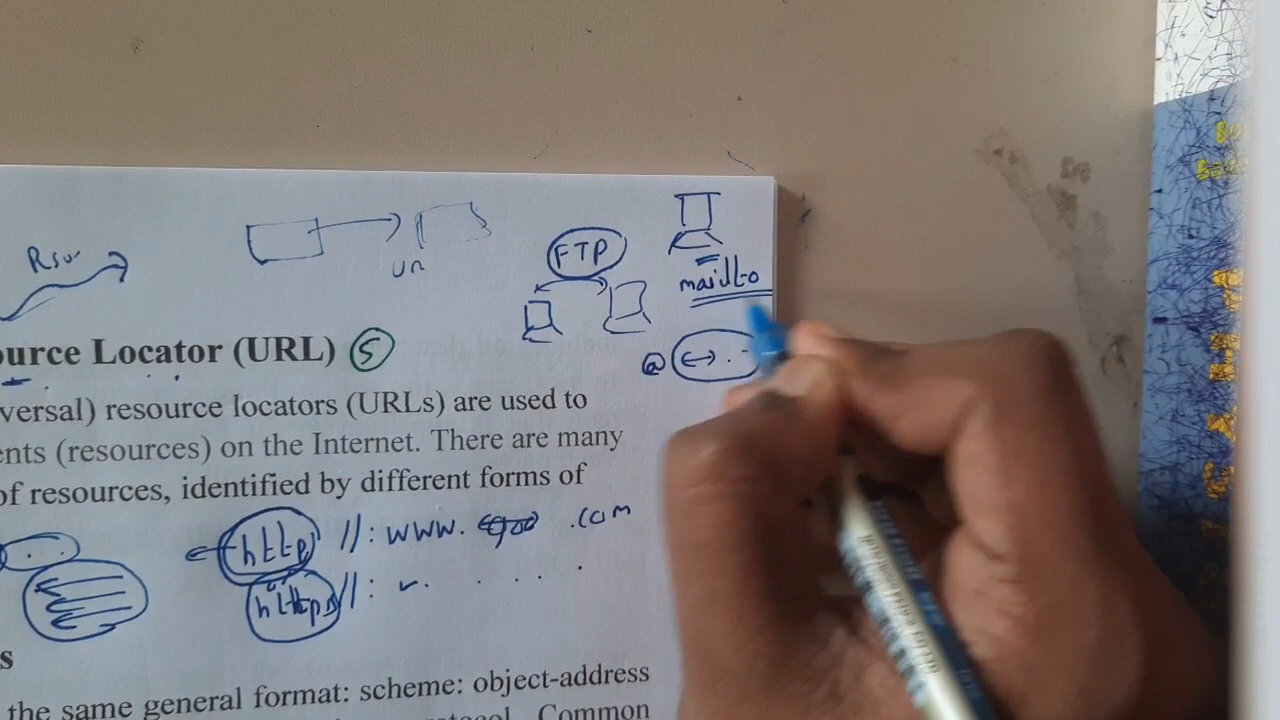 Rsu
un
FTP
mailto
ource Locator (URL) 5
@ <-> . -
versal) resource locators (URLs) are used to
ents (resources) on the Internet. There are many
of resources, identified by different forms of
http //: www. .com
https //:
s
the same general format: scheme: object-address
Common